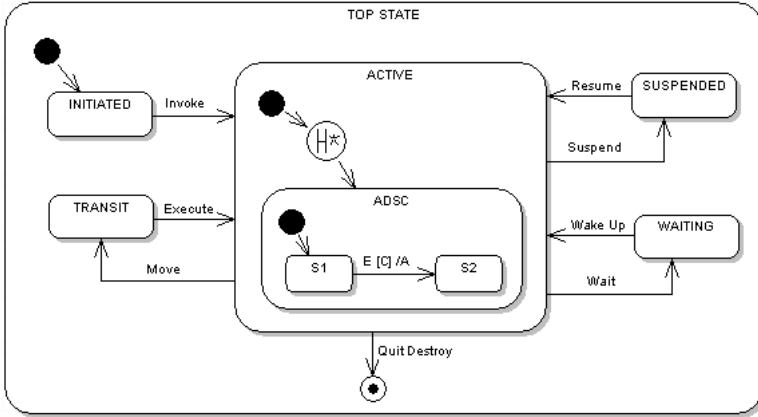 TOP STATE
ACTIVE
INITIATED
Invoke
Resume
SUSPENDED
H*
Suspend
TRANSIT
Execute
ADSC
Wake Up
WAITING
S1
E [C] /A
S2
Move
Wait
Quit Destroy